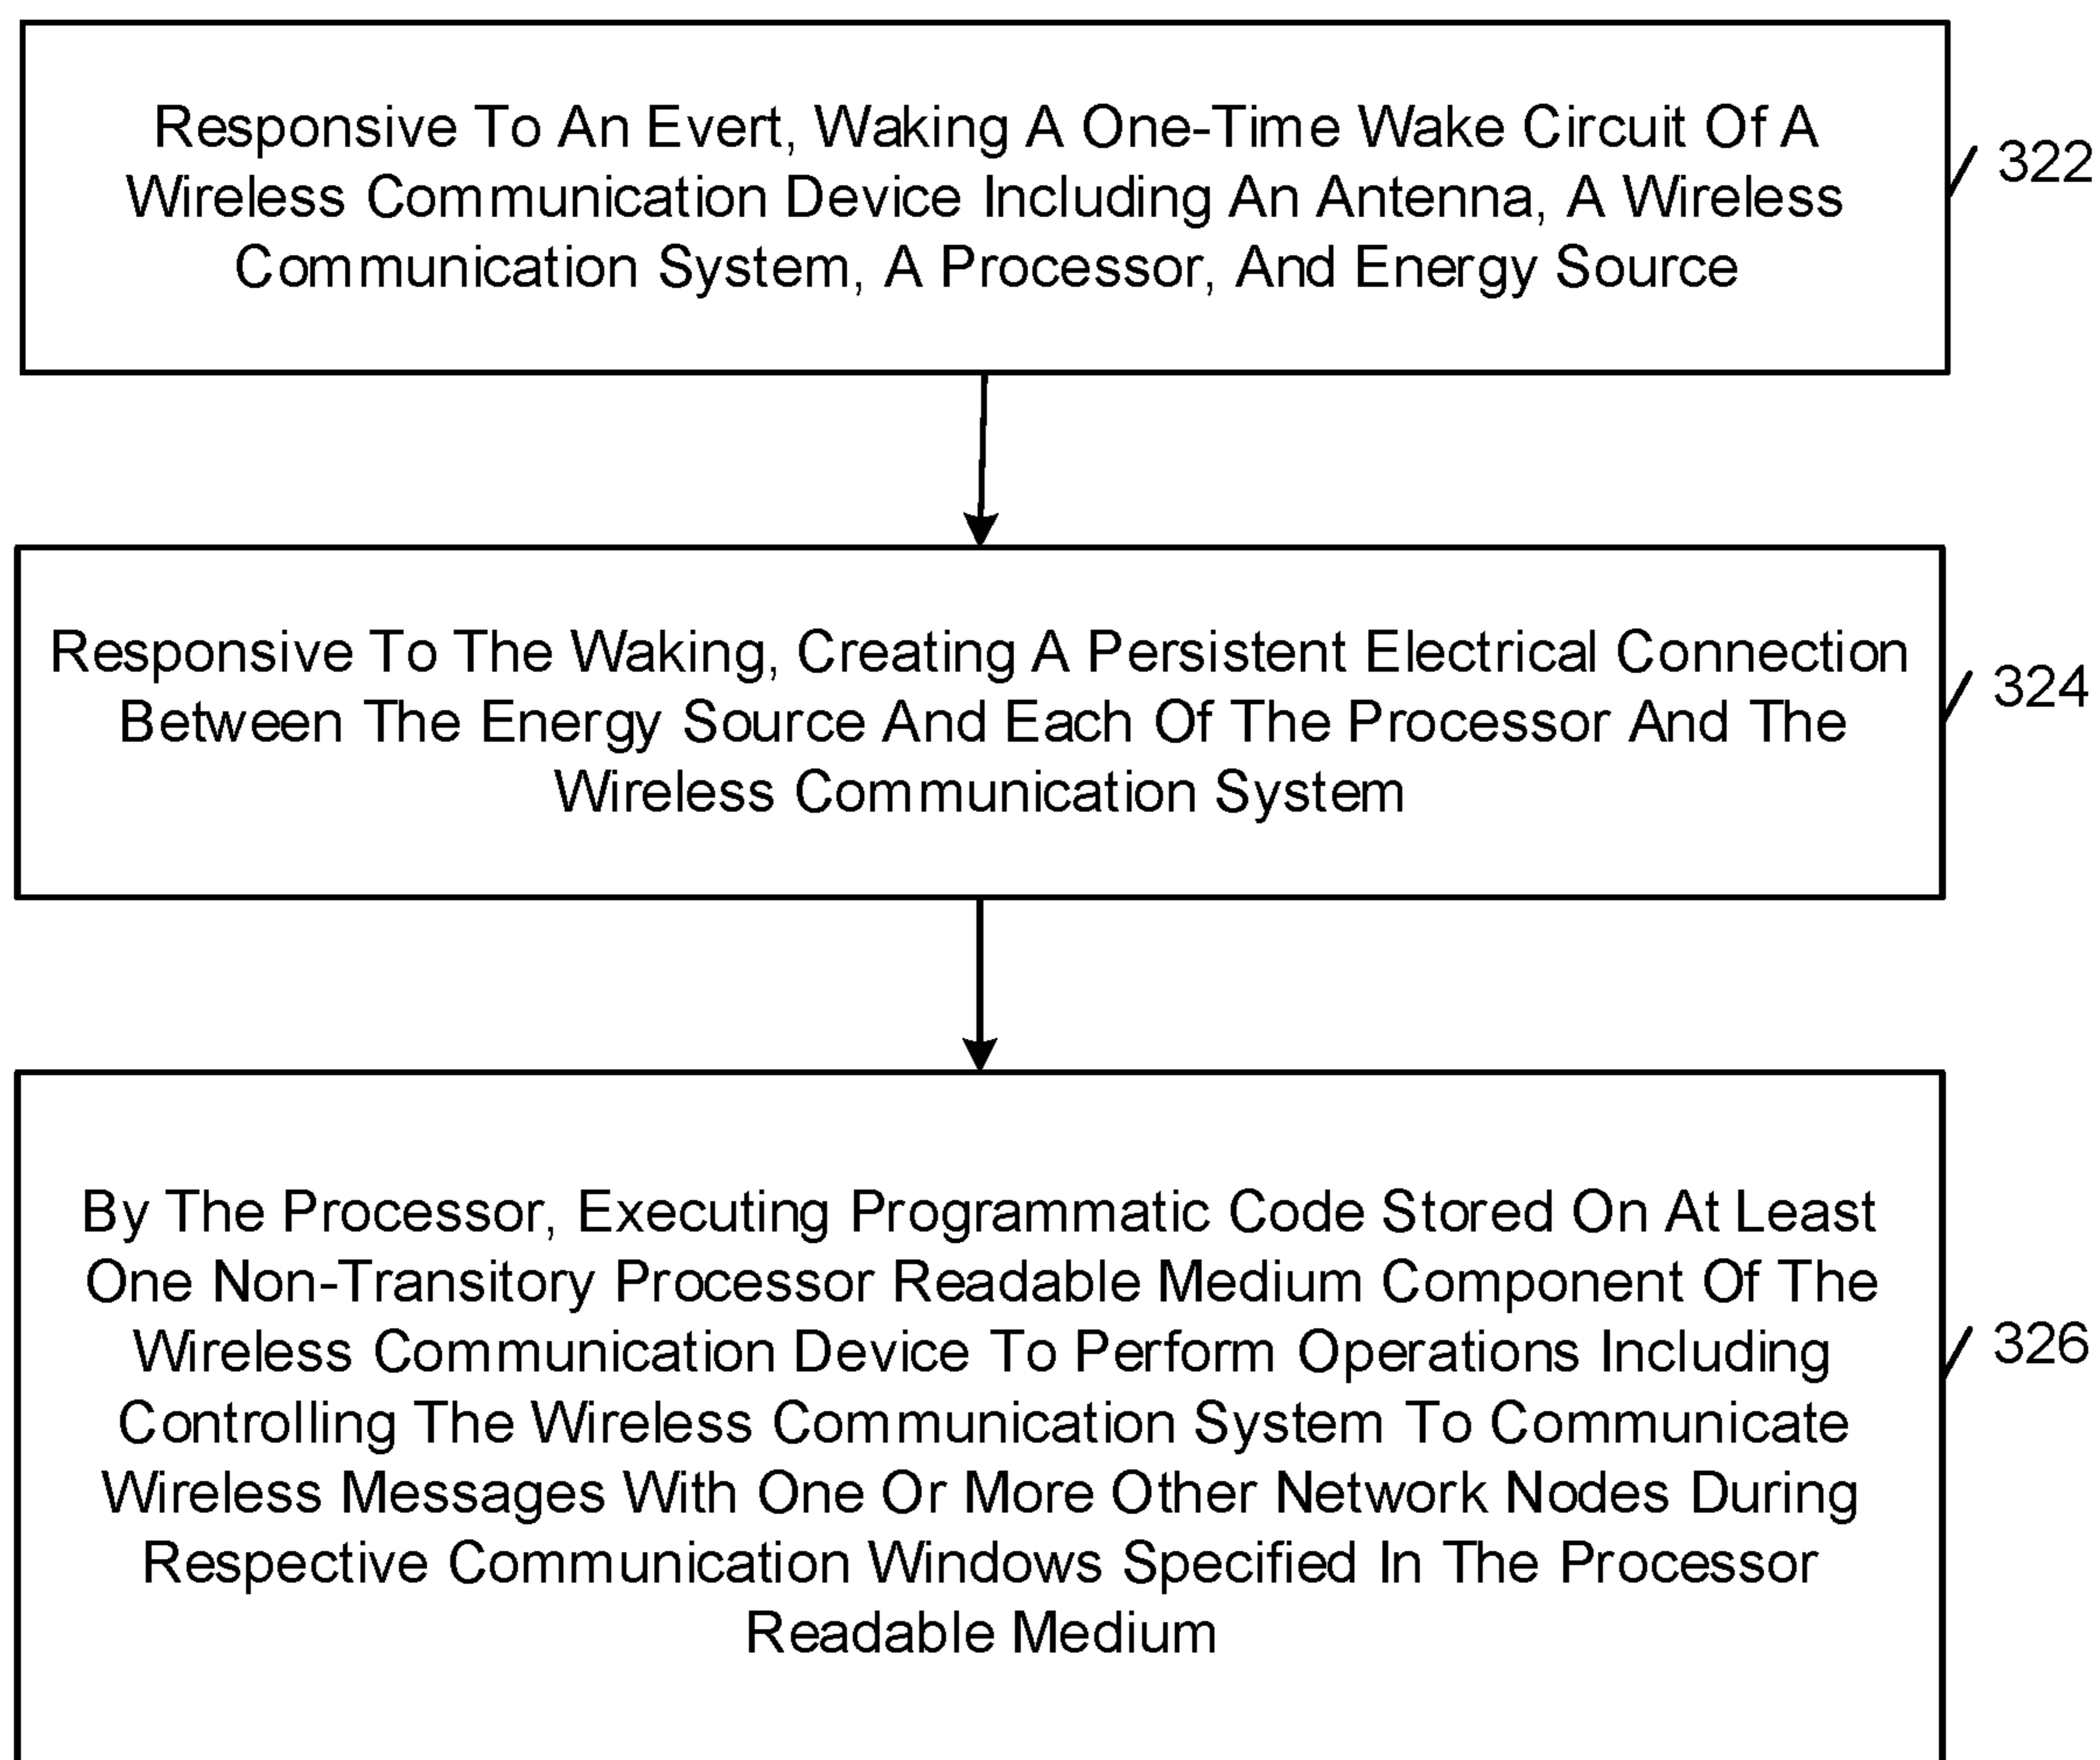 Responsive To An Evert, Waking A One-Time Wake Circuit Of A
Wireless Communication Device Including An Antenna, A Wireless
Communication System, A Processor, And Energy Source
322
Responsive To The Waking, Creating A Persistent Electrical Connection
Between The Energy Source And Each Of The Processor And The
Wireless Communication System
324
By The Processor, Executing Programmatic Code Stored On At Least
One Non-Transitory Processor Readable Medium Component Of The
Wireless Communication Device To Perform Operations Including
Controlling The Wireless Communication System To Communicate
Wireless Messages With One Or More Other Network Nodes During
Respective Communication Windows Specified In The Processor
Readable Medium
326